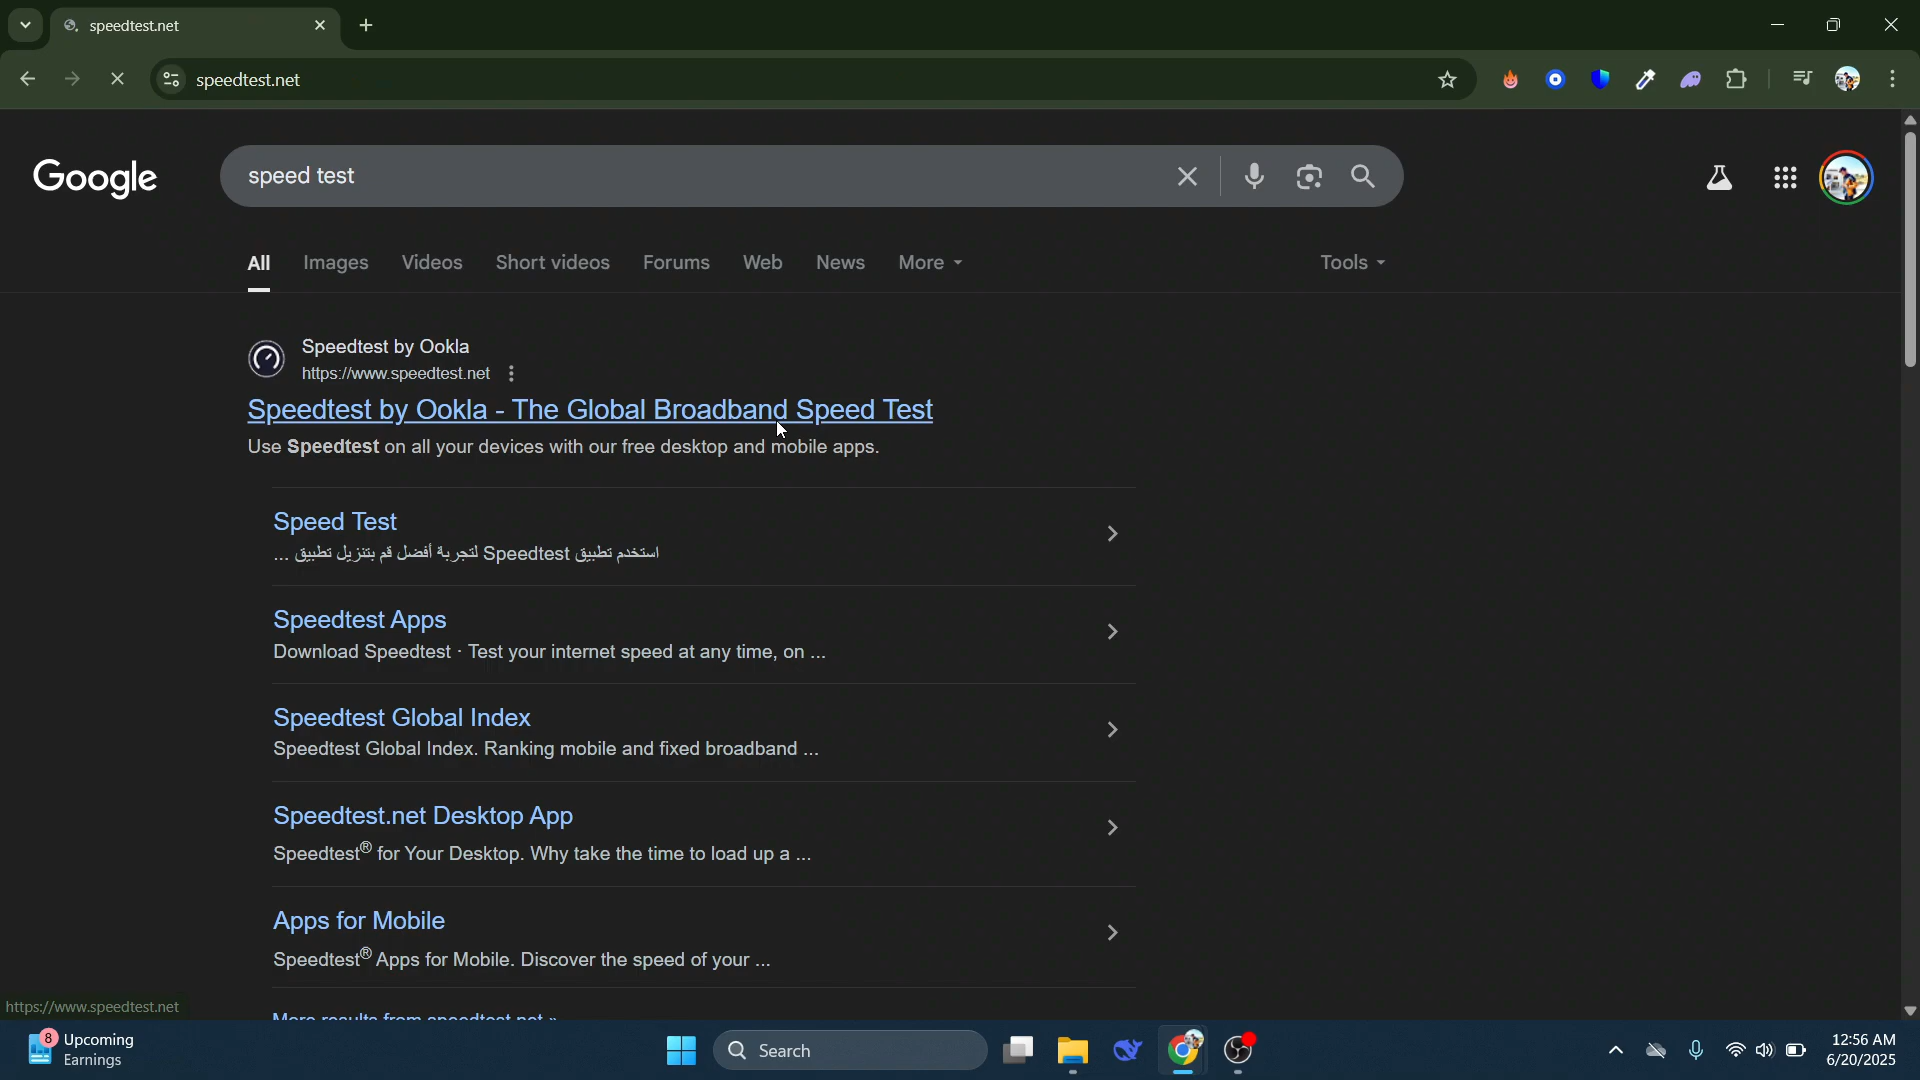 speedtest.net
speedtest.net
Google
speed test
All Images Videos Short videos Forums Web News More Tools
Speedtest by Ookla
https://www.speedtest.net
Speedtest by Ookla - The Global Broadband Speed Test
Use Speedtest on all your devices with our free desktop and mobile apps.
Speed Test
استخدم تطبيق Speedtest لتجربة أفضل قم بتنزيل تطبيق ...
Speedtest Apps
Download Speedtest · Test your internet speed at any time, on ...
Speedtest Global Index
Speedtest Global Index. Ranking mobile and fixed broadband ...
Speedtest.net Desktop App
Speedtest® for Your Desktop. Why take the time to load up a ...
Apps for Mobile
Speedtest® Apps for Mobile. Discover the speed of your ...
More results from speedtest.net »
https://www.speedtest.net
8 Upcoming
Earnings
Search
12:56 AM
6/20/2025